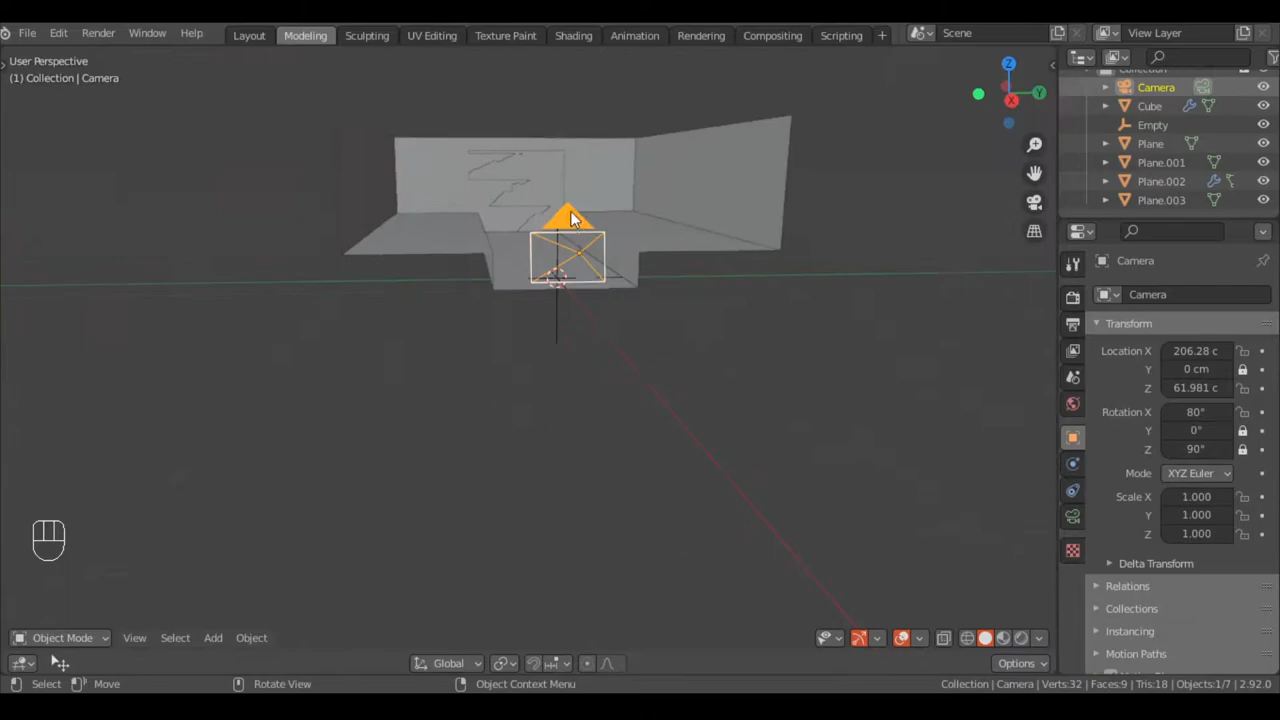 File Edit Render Window Help Layout Modeling Sculpting UV Editing Texture Paint Shading Animation Rendering Compositing Scripting Scene View Layer
User Perspective
(1) Collection | Camera
Z
Y
X
Collection
Camera
Cube
Empty
Plane
Plane.001
Plane.002
Plane.003
Camera
Camera
Transform
Location X 206.28 c
Y 0 cm
Z 61.981 c
Rotation X 80°
Y 0°
Z 90°
Mode XYZ Euler
Scale X 1.000
Y 1.000
Z 1.000
Delta Transform
Relations
Collections
Instancing
Motion Paths
Object Mode View Select Add Object
Global Options
Select Move Rotate View Object Context Menu Collection | Camera | Verts:32 | Faces:9 | Tris:18 | Objects:1/7 | 2.92.0